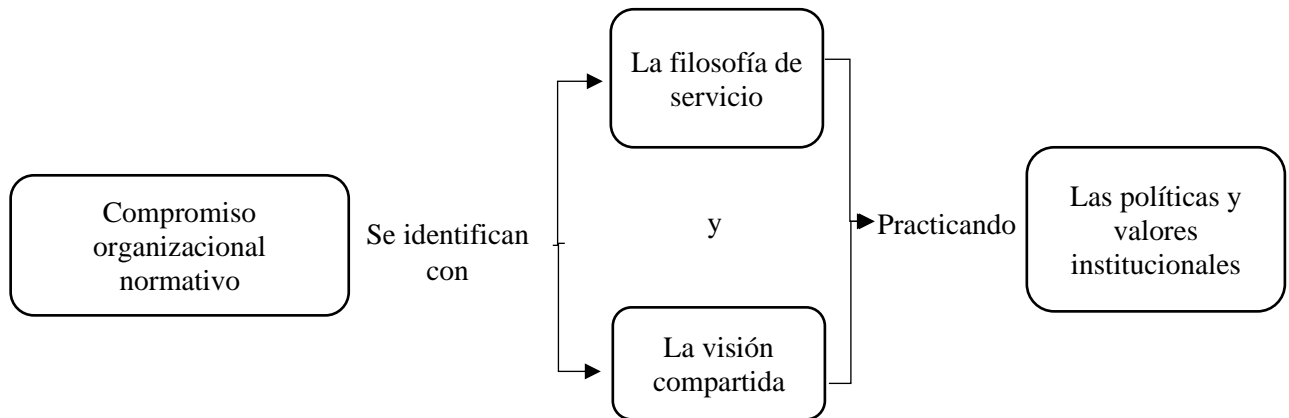 Compromiso
organizacional
normativo
Se identifican
con
La filosofía de
servicio
y
La visión
compartida
Practicando
Las políticas y
valores
institucionales